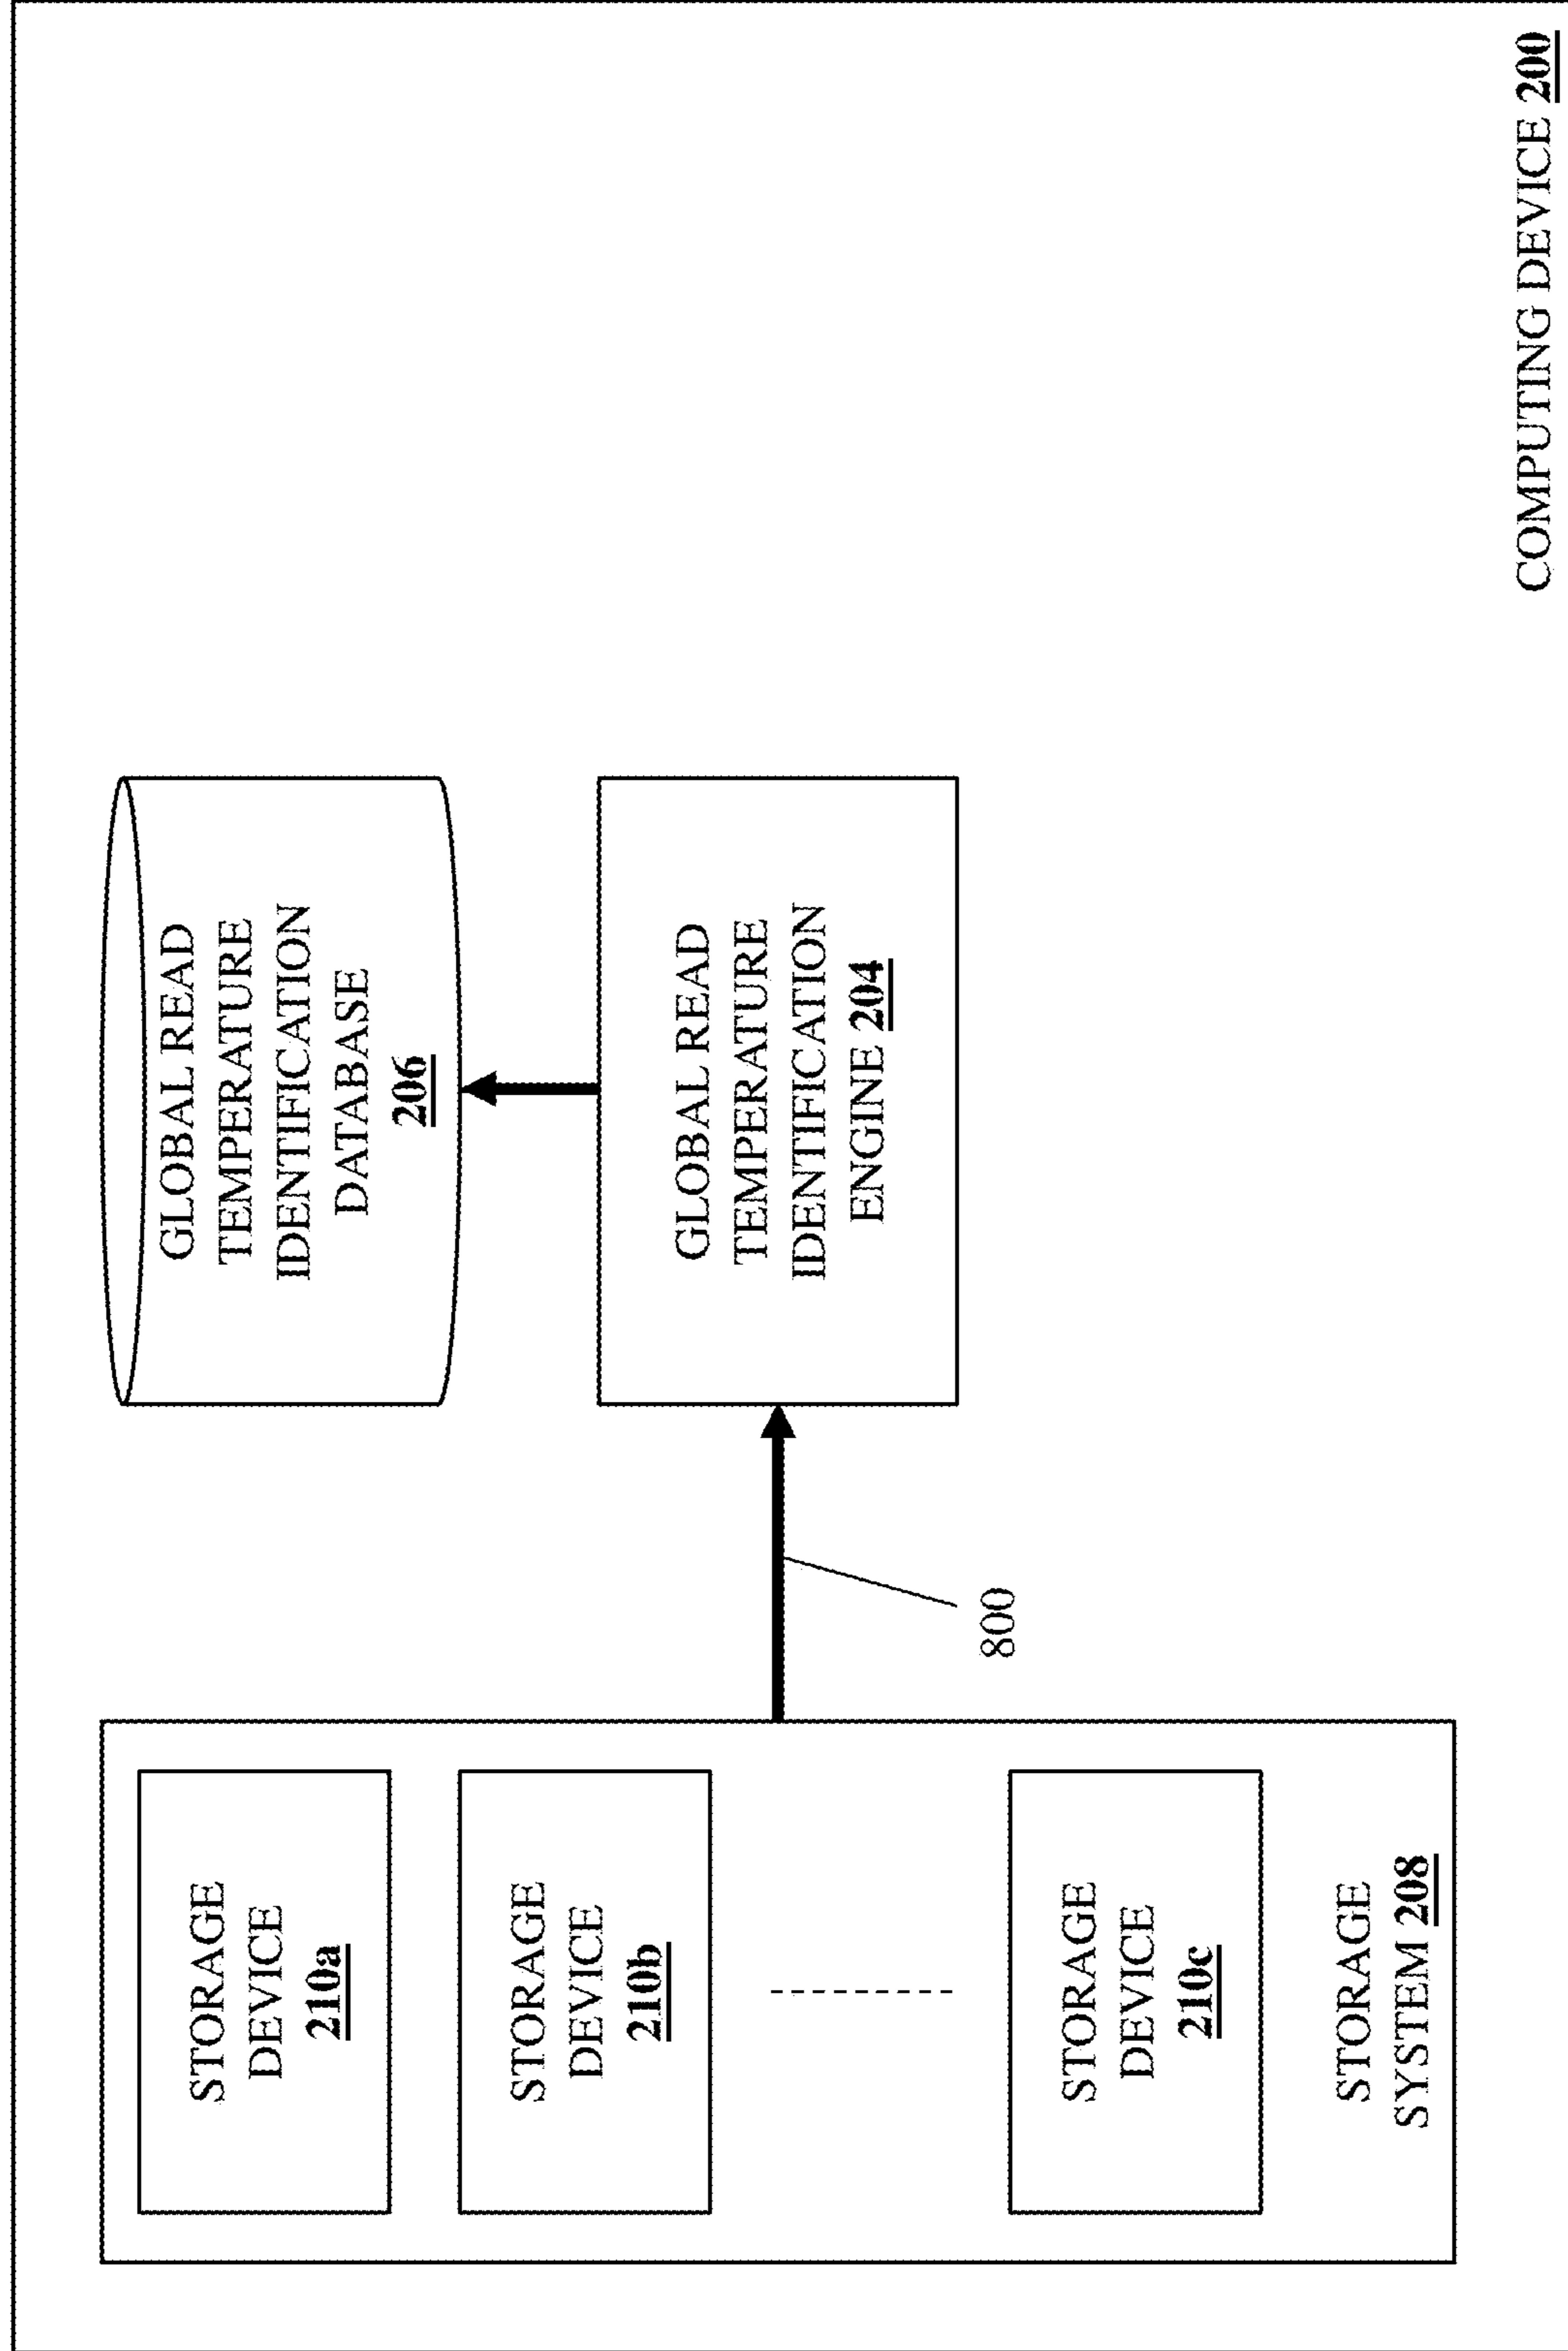 STORAGE
DEVICE
210a
STORAGE
DEVICE
210b
STORAGE
DEVICE
210c
STORAGE
SYSTEM 208
800
GLOBAL READ
TEMPERATURE
IDENTIFICATION
DATABASE
206
GLOBAL READ
TEMPERATURE
IDENTIFICATION
ENGINE 204
COMPUTING DEVICE 200